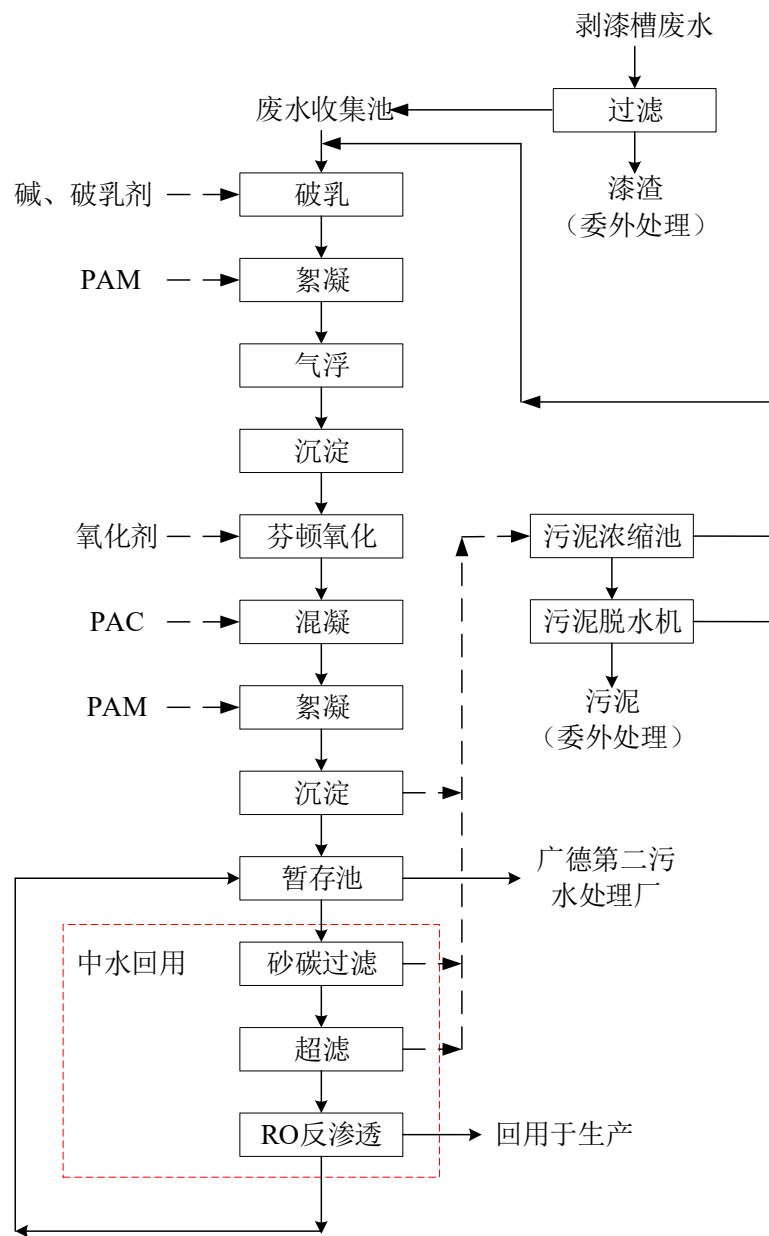 剥漆槽废水
废水收集池
过滤
漆渣
（委外处理）
碱、破乳剂
破乳
PAM
絮凝
气浮
沉淀
氧化剂
芬顿氧化
污泥浓缩池
PAC
混凝
污泥脱水机
PAM
絮凝
污泥
（委外处理）
沉淀
暂存池
广德第二污
水处理厂
中水回用
砂碳过滤
超滤
RO反渗透
回用于生产